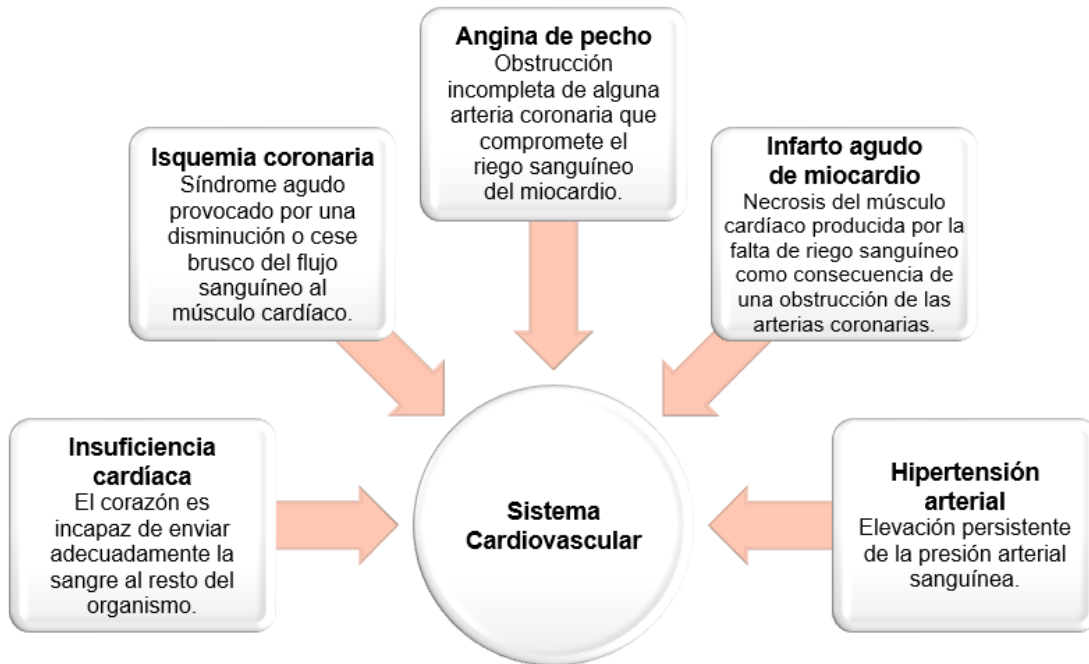 Angina de pecho
Obstrucción
incompleta de alguna
arteria coronaria que
compromete el
riego sanguíneo
del miocardio.
Isquemia coronaria
Síndrome agudo
provocado por una
disminución o cese
brusco del flujo
sanguíneo al
músculo cardíaco.
Infarto agudo
de miocardio
Necrosis del músculo
cardíaco producida por la
falta de riego sanguíneo
como consecuencia de
una obstrucción de las
arterias coronarias.
Insuficiencia
cardíaca
El corazón es
incapaz de enviar
adecuadamente la
sangre al resto del
organismo.
Sistema
Cardiovascular
Hipertensión
arterial
Elevación persistente
de la presión arterial
sanguínea.